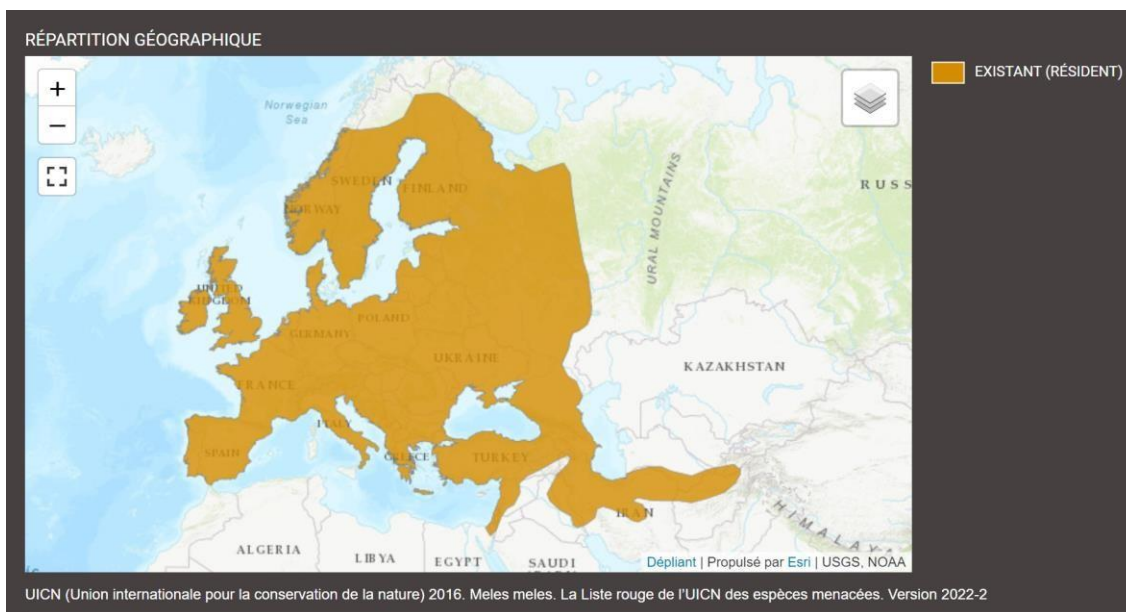 RÉPARTITION GÉOGRAPHIQUE
EXISTANT (RÉSIDENT)
+
−
Norwegian
Sea
SWEDEN
FINLAND
NORWAY
RUSS
URAL MOUNTAINS
UNITED
KINGDOM
POLAND
GERMANY
UKRAINE
KAZAKHSTAN
FRANCE
ITALY
SPAIN
GREECE
TURKEY
IRAN
HIMALAYA
ALGERIA
LIBYA
EGYPT
SAUDI
Dépliant | Propulsé par Esri | USGS, NOAA
UICN (Union internationale pour la conservation de la nature) 2016. Meles meles. La Liste rouge de l’UICN des espèces menacées. Version 2022-2